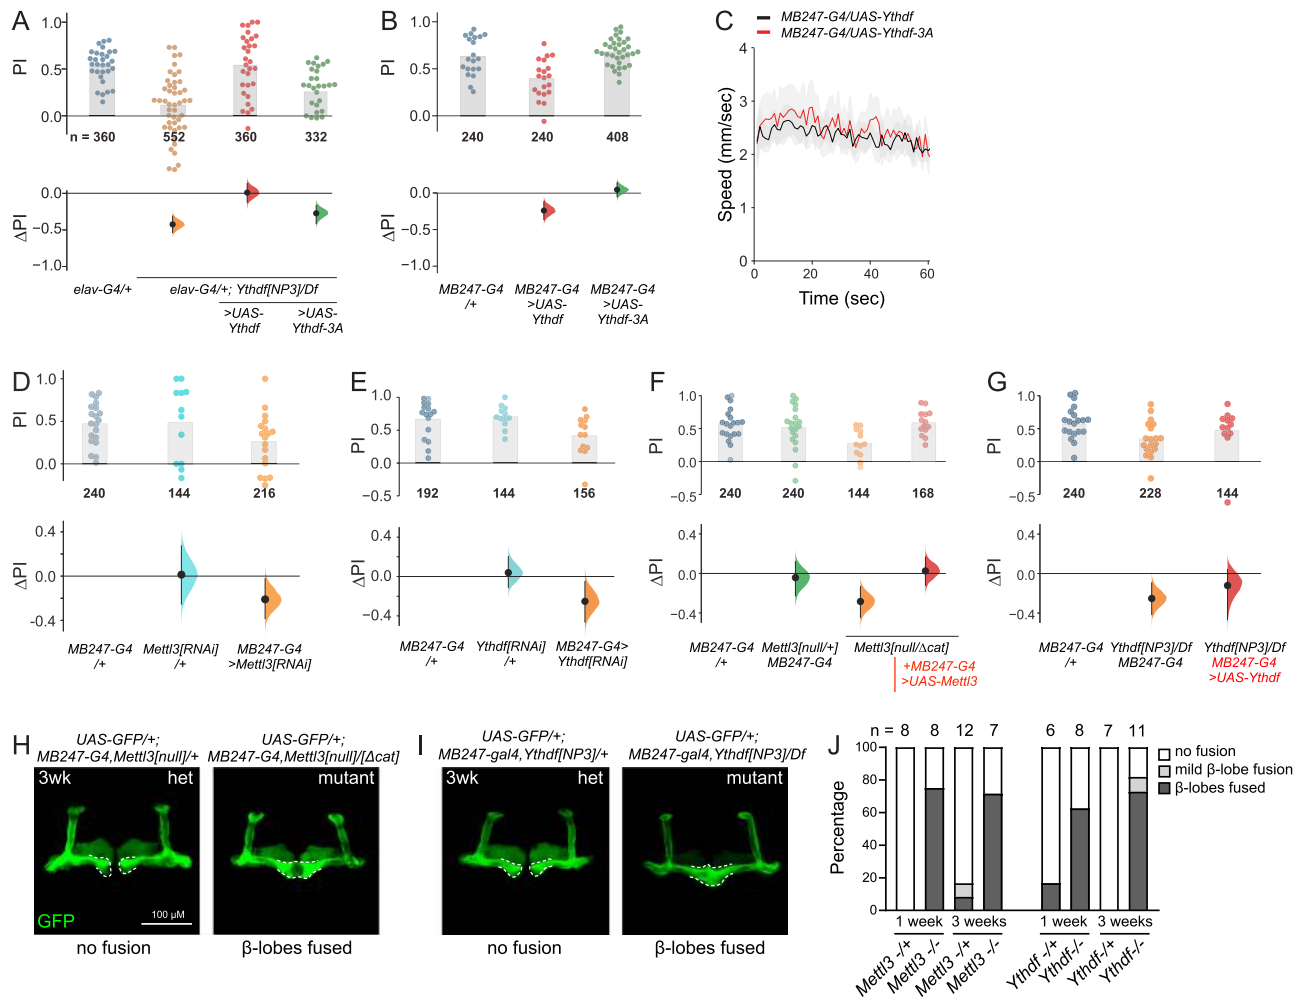 A
PI
1.0
0.5
0.0
n = 360
552
360
332
ΔPI
0.0
−0.5
−1.0
elav-G4/+
elav-G4/+; Ythdf[NP3]/Df
>UAS-
Ythdf
>UAS-
Ythdf-3A
B
PI
1.0
0.5
0.0
240
240
408
ΔPI
0.0
−0.5
−1.0
MB247-G4
/+
MB247-G4
>UAS-
Ythdf
MB247-G4
>UAS-
Ythdf-3A
C
MB247-G4/UAS-Ythdf
MB247-G4/UAS-Ythdf-3A
Speed (mm/sec)
4
3
2
1
0
0
20
40
60
Time (sec)
D
PI
1.0
0.5
0.0
240
144
216
ΔPI
0.4
0.0
-0.4
MB247-G4
/+
Mettl3[RNAi]
/+
MB247-G4
>Mettl3[RNAi]
E
PI
1.0
0.5
0.0
−0.5
192
144
156
ΔPI
0.4
0.0
−0.4
MB247-G4
/+
Ythdf[RNAi]
/+
MB247-G4>
Ythdf[RNAi]
F
PI
1.0
0.5
0.0
−0.5
240
240
144
168
ΔPI
0.4
0.0
−0.4
MB247-G4
/+
Mettl3[null/+]
MB247-G4
Mettl3[null/Δcat]
+MB247-G4
>UAS-Mettl3
G
PI
1.0
0.5
0.0
−0.5
240
228
144
ΔPI
0.4
0.0
−0.4
MB247-G4
/+
Ythdf[NP3]/Df
MB247-G4
Ythdf[NP3]/Df
MB247-G4
>UAS-Ythdf
H
UAS-GFP/+;
MB247-G4,Mettl3[null]/+
UAS-GFP/+;
MB247-G4,Mettl3[null]/[Δcat]
3wk
het
mutant
GFP
100 µM
no fusion
β-lobes fused
I
UAS-GFP/+;
MB247-gal4,Ythdf[NP3]/+
UAS-GFP/+;
MB247-gal4,Ythdf[NP3]/Df
3wk
het
mutant
no fusion
β-lobes fused
J
n = 8
8
12
7
6
8
7
11
Percentage
100
80
60
40
20
0
no fusion
mild β-lobe fusion
β-lobes fused
1 week
3 weeks
1 week
3 weeks
Mettl3 -/+
Mettl3 -/-
Mettl3 -/+
Mettl3 -/-
Ythdf -/+
Ythdf-/-
Ythdf-/+
Ythdf-/-